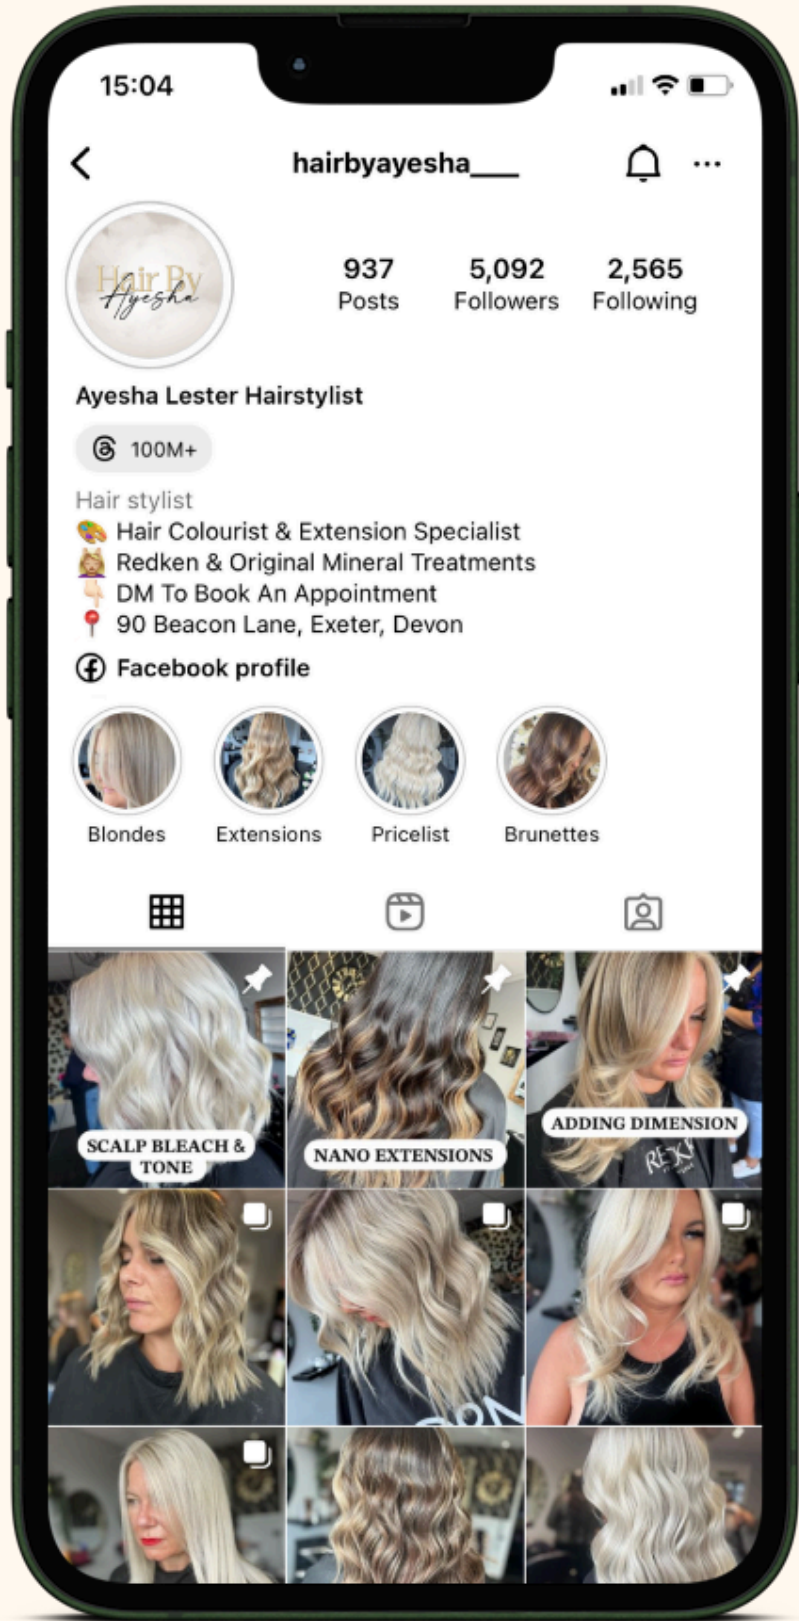 15:04
hairbyayesha___
Hair By
Ayesha
937
Posts
5,092
Followers
2,565
Following
Ayesha Lester Hairstylist
100M+
Hair stylist
🎨 Hair Colourist & Extension Specialist
💆🏼‍♀️ Redken & Original Mineral Treatments
👇🏻 DM To Book An Appointment
📍 90 Beacon Lane, Exeter, Devon
Facebook profile
Blondes
Extensions
Pricelist
Brunettes
SCALP BLEACH &
TONE
NANO EXTENSIONS
ADDING DIMENSION